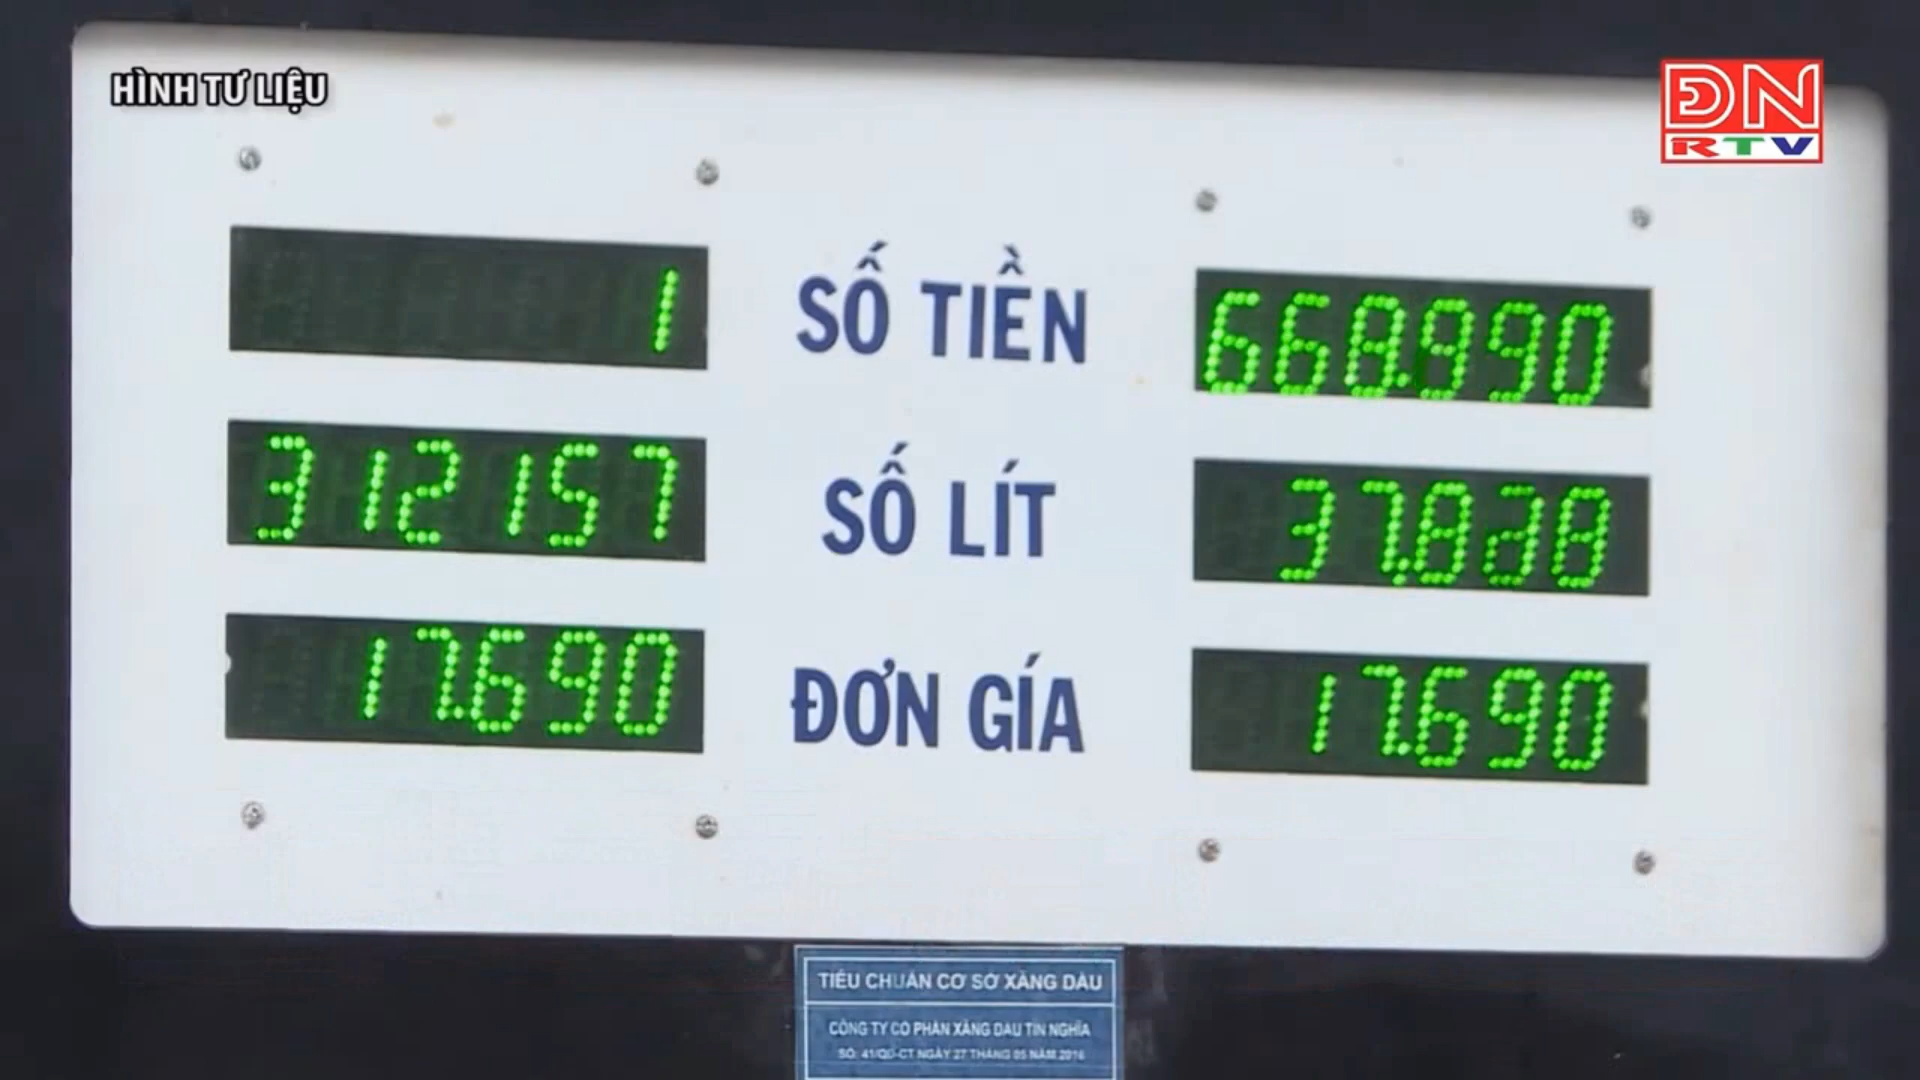 HÌNH TƯ LIỆU
ĐN
RTV
1 SỐ TIỀN 668.990
312157 SỐ LÍT
17.690 ĐƠN GÍA 17.690
TIÊU CHUẨN CƠ SỞ XĂNG DẦU
CÔNG TY CỔ PHẦN XĂNG DẦU TÍN NGHĨA
SỐ: 41/QĐ-CT NGÀY 27 THÁNG 05 NĂM 2016